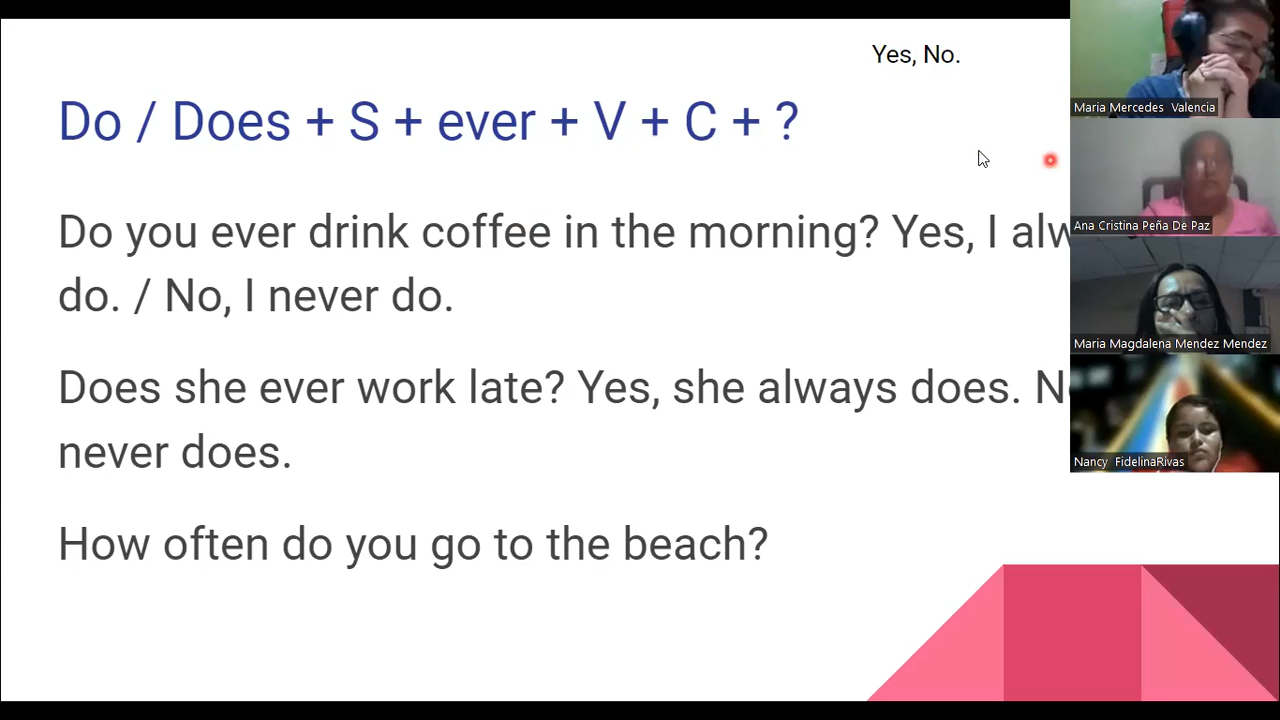 Yes, No.
Do / Does + S + ever + V + C + ?
Do you ever drink coffee in the morning? Yes, I
do. / No, I never do.
Does she ever work late? Yes, she always does.
never does.
How often do you go to the beach?
Maria Mercedes Valencia
Ana Cristina Peña De Paz
Maria Magdalena Mendez Mendez
Nancy FidelinaRivas